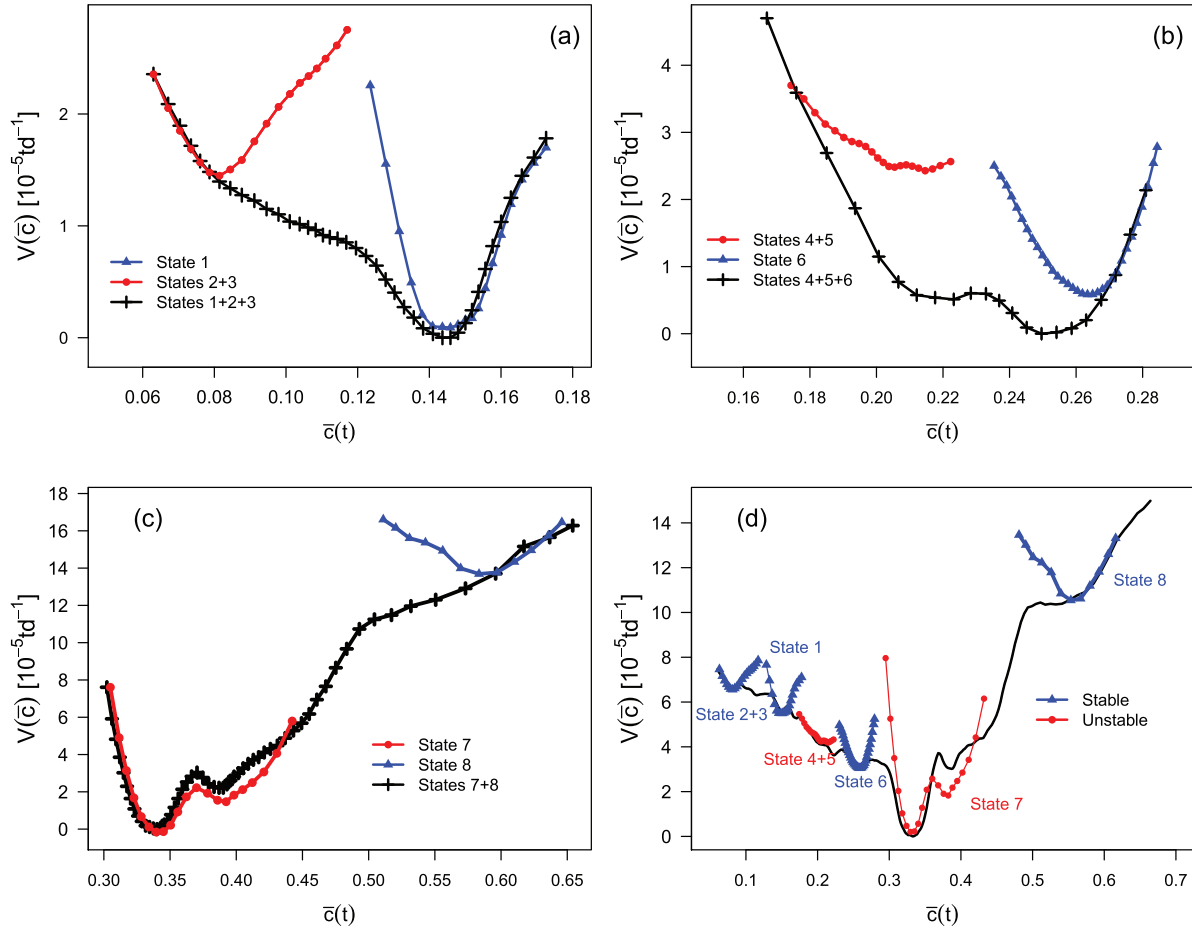 (a)
V(c̅) [10⁻⁵td⁻¹]
2
1
0
State 1
States 2+3
States 1+2+3
0.06 0.08 0.10 0.12 0.14 0.16 0.18
c̅(t)
(b)
V(c̅) [10⁻⁵td⁻¹]
4
3
2
1
0
States 4+5
State 6
States 4+5+6
0.16 0.18 0.20 0.22 0.24 0.26 0.28
c̅(t)
(c)
V(c̅) [10⁻⁵td⁻¹]
18
16
14
12
10
8
6
4
2
0
State 7
State 8
States 7+8
0.30 0.35 0.40 0.45 0.50 0.55 0.60 0.65
c̅(t)
(d)
V(c̅) [10⁻⁵td⁻¹]
14
12
10
8
6
4
2
0
State 8
State 1
State 2+3
State 4+5
State 6
State 7
Stable
Unstable
0.1 0.2 0.3 0.4 0.5 0.6 0.7
c̅(t)